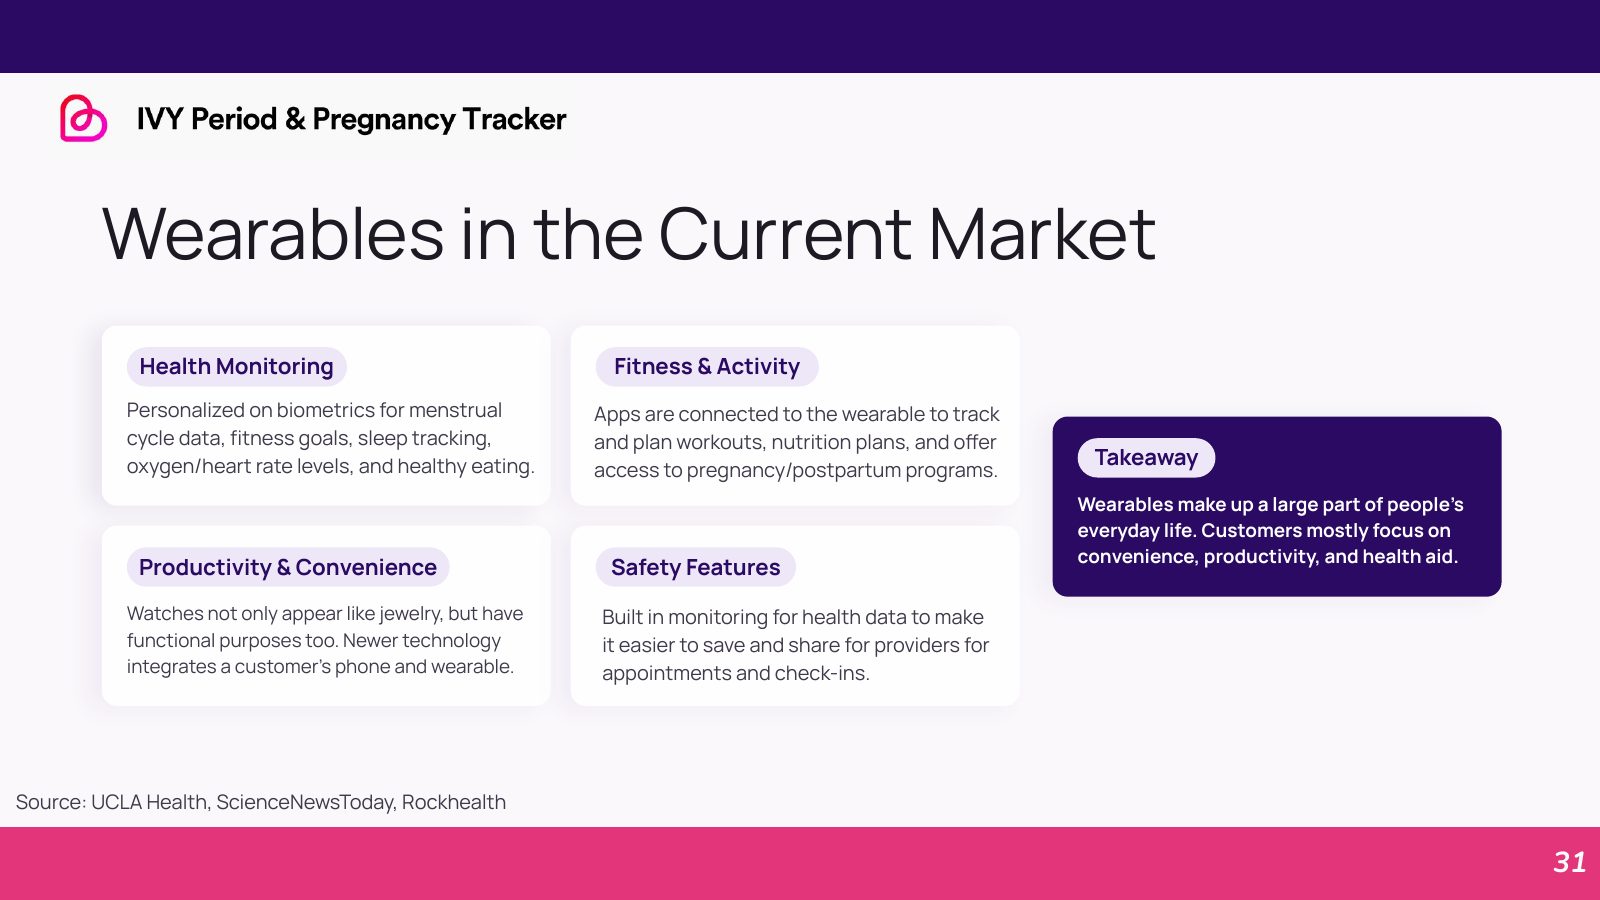 IVY Period & Pregnancy Tracker
Wearables in the Current Market
Health Monitoring
Personalized on biometrics for menstrual
cycle data, fitness goals, sleep tracking,
oxygen/heart rate levels, and healthy eating.
Fitness & Activity
Apps are connected to the wearable to track
and plan workouts, nutrition plans, and offer
access to pregnancy/postpartum programs.
Productivity & Convenience
Watches not only appear like jewelry, but have
functional purposes too. Newer technology
integrates a customer's phone and wearable.
Safety Features
Built in monitoring for health data to make
it easier to save and share for providers for
appointments and check-ins.
Takeaway
Wearables make up a large part of people's
everyday life. Customers mostly focus on
convenience, productivity, and health aid.
Source: UCLA Health, ScienceNewsToday, Rockhealth
31